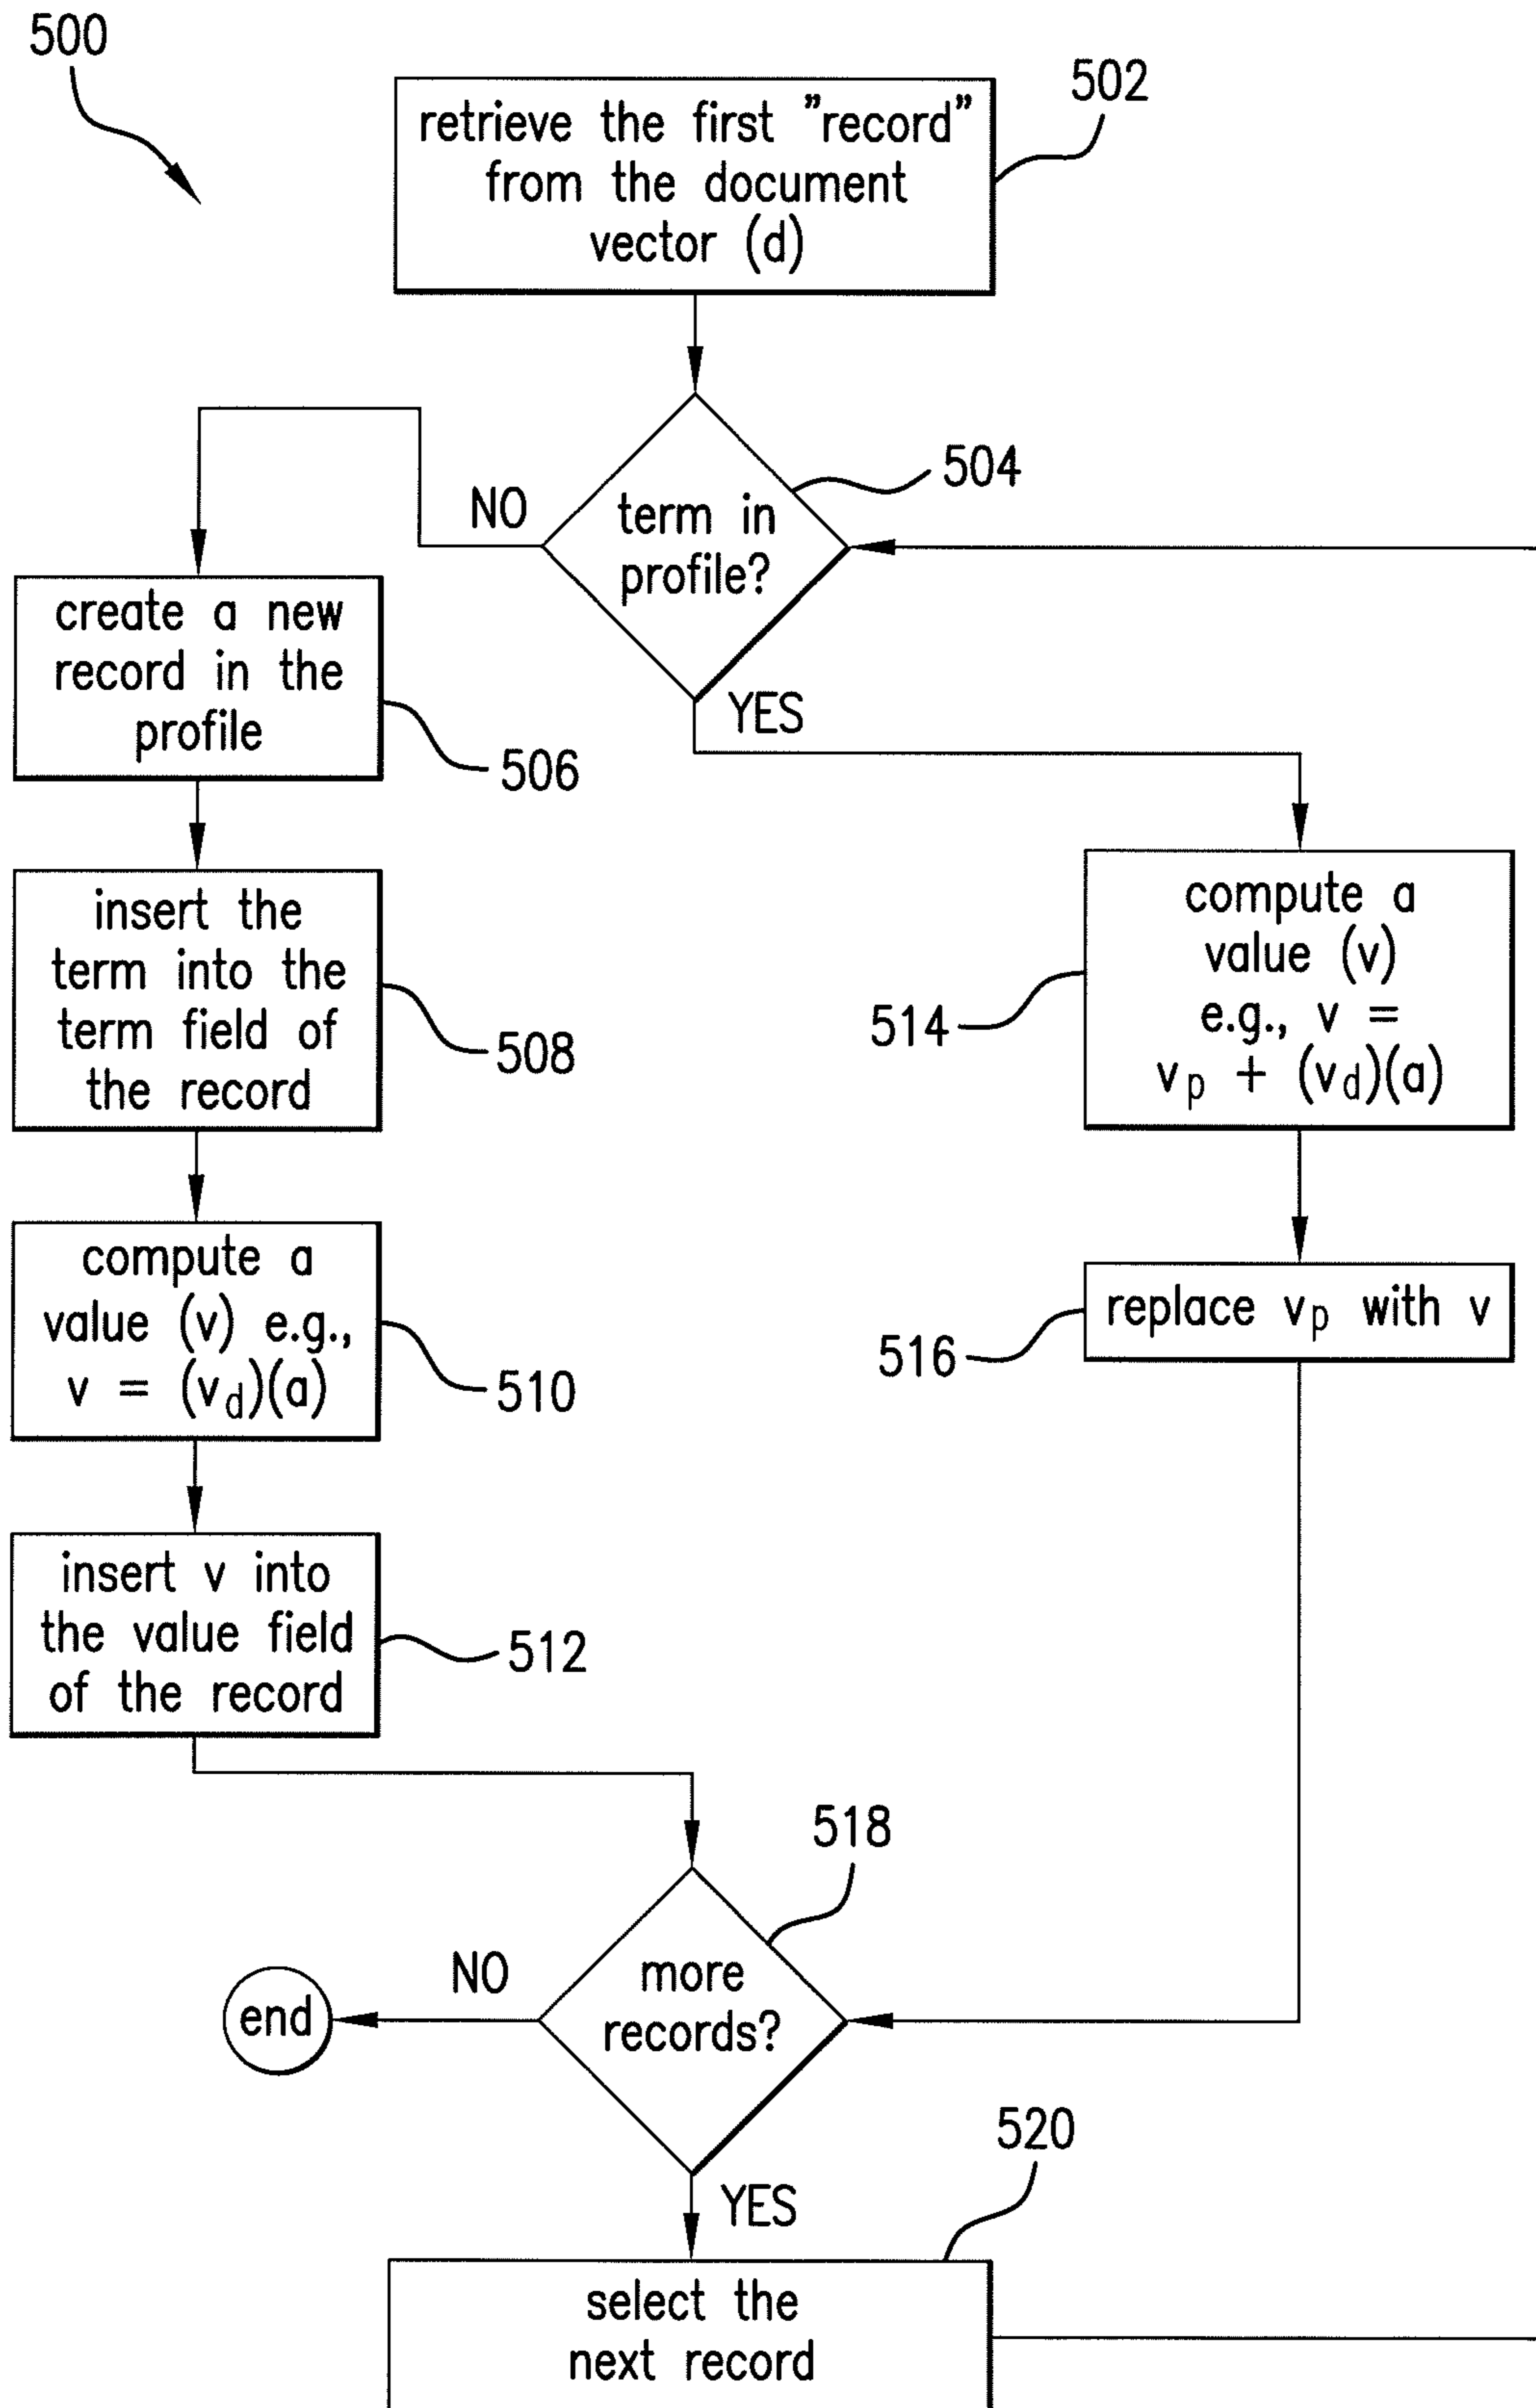 500
retrieve the first "record"
from the document
vector (d)
502
term in
profile?
504
NO
YES
create a new
record in the
profile
506
insert the
term into the
term field of
the record
508
compute a
value (v) e.g.,
v = (vd)(a)
510
insert v into
the value field
of the record
512
compute a
value (v)
e.g., v =
vp + (vd)(a)
514
replace vp with v
516
more
records?
518
NO
end
YES
select the
next record
520